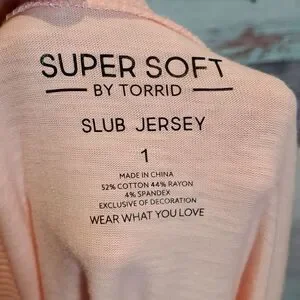 SUPER SOFT
BY TORRID
SLUB JERSEY
1
MADE IN CHINA
52% COTTON 44% RAYON
4% SPANDEX
EXCLUSIVE OF DECORATION
WEAR WHAT YOU LOVE